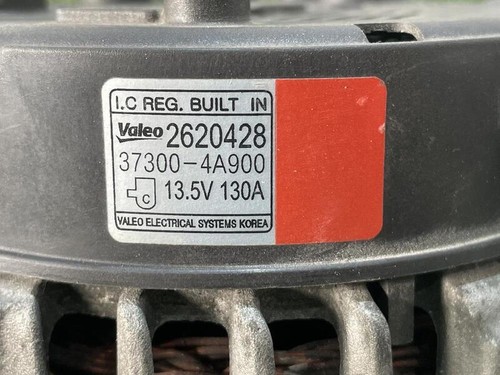 I.C REG. BUILT IN
Valeo 2620428
37300-4A900
C 13.5V 130A
VALEO ELECTRICAL SYSTEMS KOREA